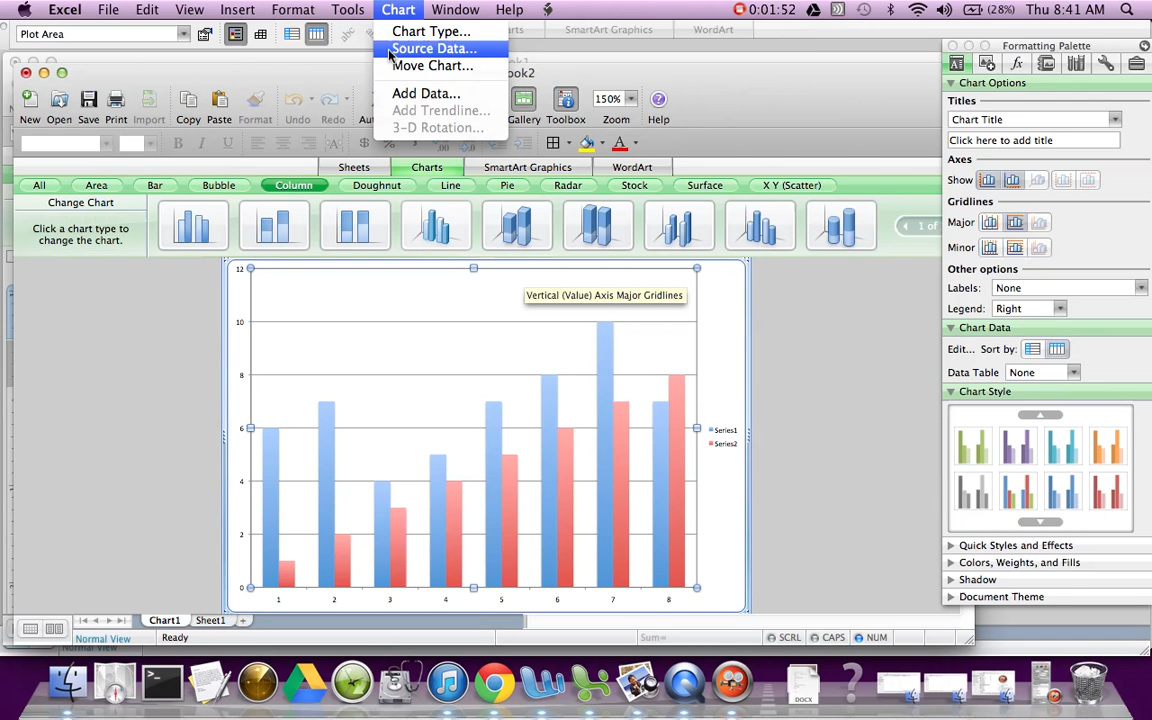 Excel File Edit View Insert Format Tools Chart Window Help 0:01:52 (28%) Thu 8:41 AM
Plot Area
Chart Type...
Source Data...
Move Chart...
Add Data...
Add Trendline...
3-D Rotation...
SmartArt Graphics WordArt
New Open Save Print Import Copy Paste Format Undo Redo Gallery Toolbox Zoom Help
150%
Sheets Charts SmartArt Graphics WordArt
All Area Bar Bubble Column Doughnut Line Pie Radar Stock Surface X Y (Scatter)
Change Chart
Click a chart type to
change the chart.
1 of
12
10
8
6
4
2
0
1 2 3 4 5 6 7 8
Vertical (Value) Axis Major Gridlines
Series1
Series2
Chart1 Sheet1
Normal View Ready Sum= SCRL CAPS NUM
Formatting Palette
Chart Options
Titles
Chart Title
Click here to add title
Axes
Show
Gridlines
Major
Minor
Other options
Labels: None
Legend: Right
Chart Data
Edit... Sort by:
Data Table None
Chart Style
Quick Styles and Effects
Colors, Weights, and Fills
Shadow
Document Theme
DOCX